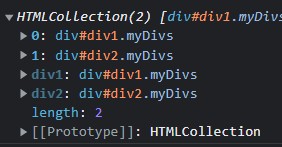 HTMLCollection(2) [div#div1.myDivs
0: div#div1.myDivs
1: div#div2.myDivs
div1: div#div1.myDivs
div2: div#div2.myDivs
length: 2
[[Prototype]]: HTMLCollection